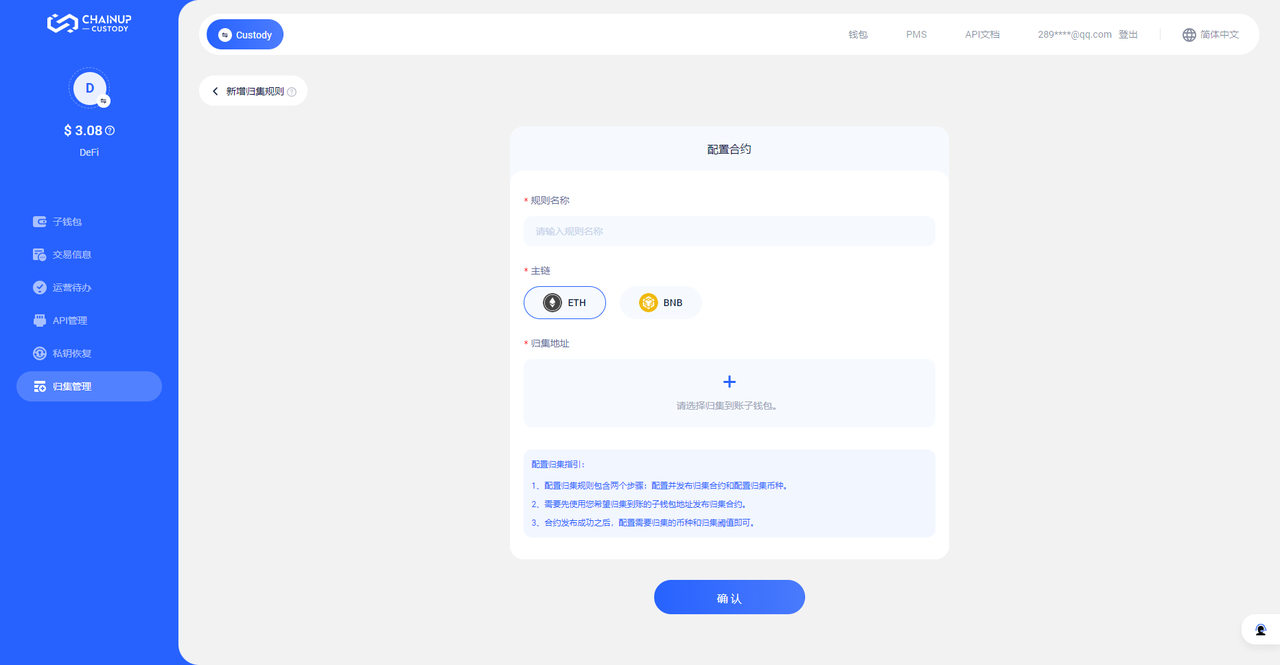 CHAINUP
CUSTODY
Custody
钱包
PMS
API文档
289****@qq.com 登出
简体中文
D
$ 3.08
DeFi
子钱包
交易信息
运营待办
API管理
私钥恢复
归集管理
新增归集规则
配置合约
* 规则名称
请输入规则名称
* 主链
ETH
BNB
* 归集地址
请选择归集到账子钱包。
配置归集指引：
1、配置归集规则包含两个步骤：配置并发布归集合约和配置归集币种。
2、需要先使用您希望归集到账的子钱包地址发布归集合约。
3、合约发布成功之后，配置需要归集的币种和归集阈值即可。
确 认